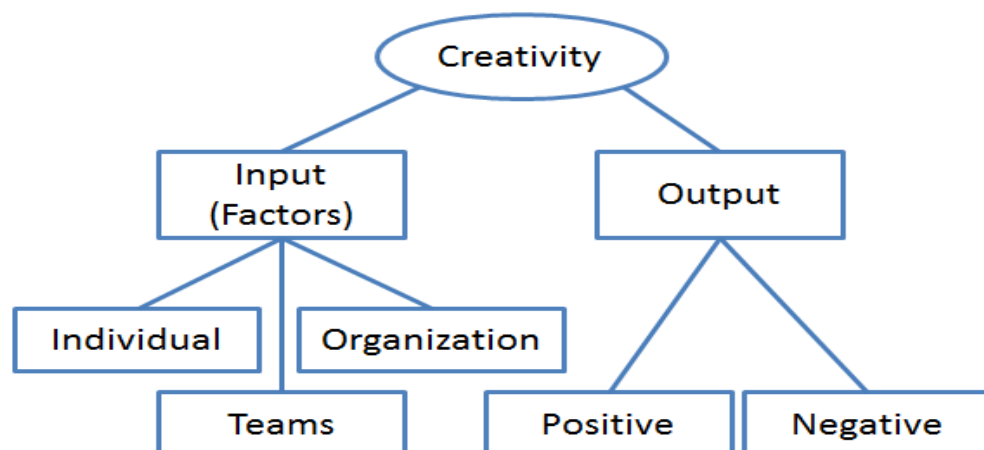 Creativity
Input
(Factors)
Output
Individual
Organization
Teams
Positive
Negative